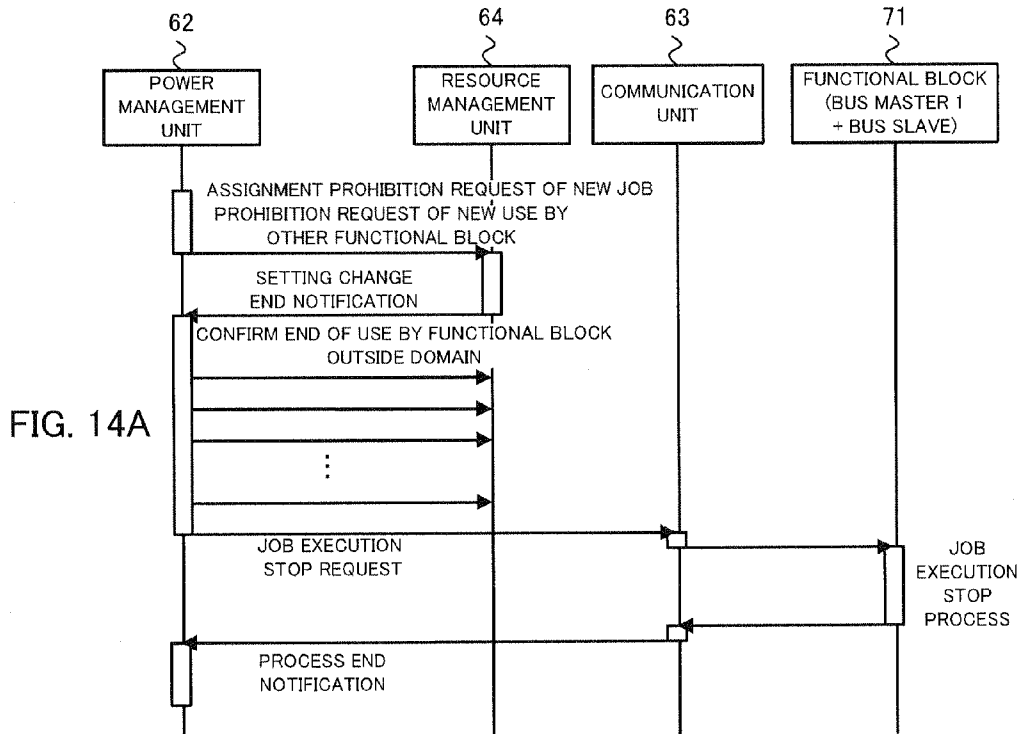 62
64
63
71
POWER
MANAGEMENT
UNIT
RESOURCE
MANAGEMENT
UNIT
COMMUNICATION
UNIT
FUNCTIONAL BLOCK
(BUS MASTER 1
+ BUS SLAVE)
ASSIGNMENT PROHIBITION REQUEST OF NEW JOB
PROHIBITION REQUEST OF NEW USE BY
OTHER FUNCTIONAL BLOCK
SETTING CHANGE
END NOTIFICATION
CONFIRM END OF USE BY FUNCTIONAL BLOCK
OUTSIDE DOMAIN
FIG. 14A
⋮
JOB EXECUTION
STOP REQUEST
JOB
EXECUTION
STOP
PROCESS
PROCESS END
NOTIFICATION